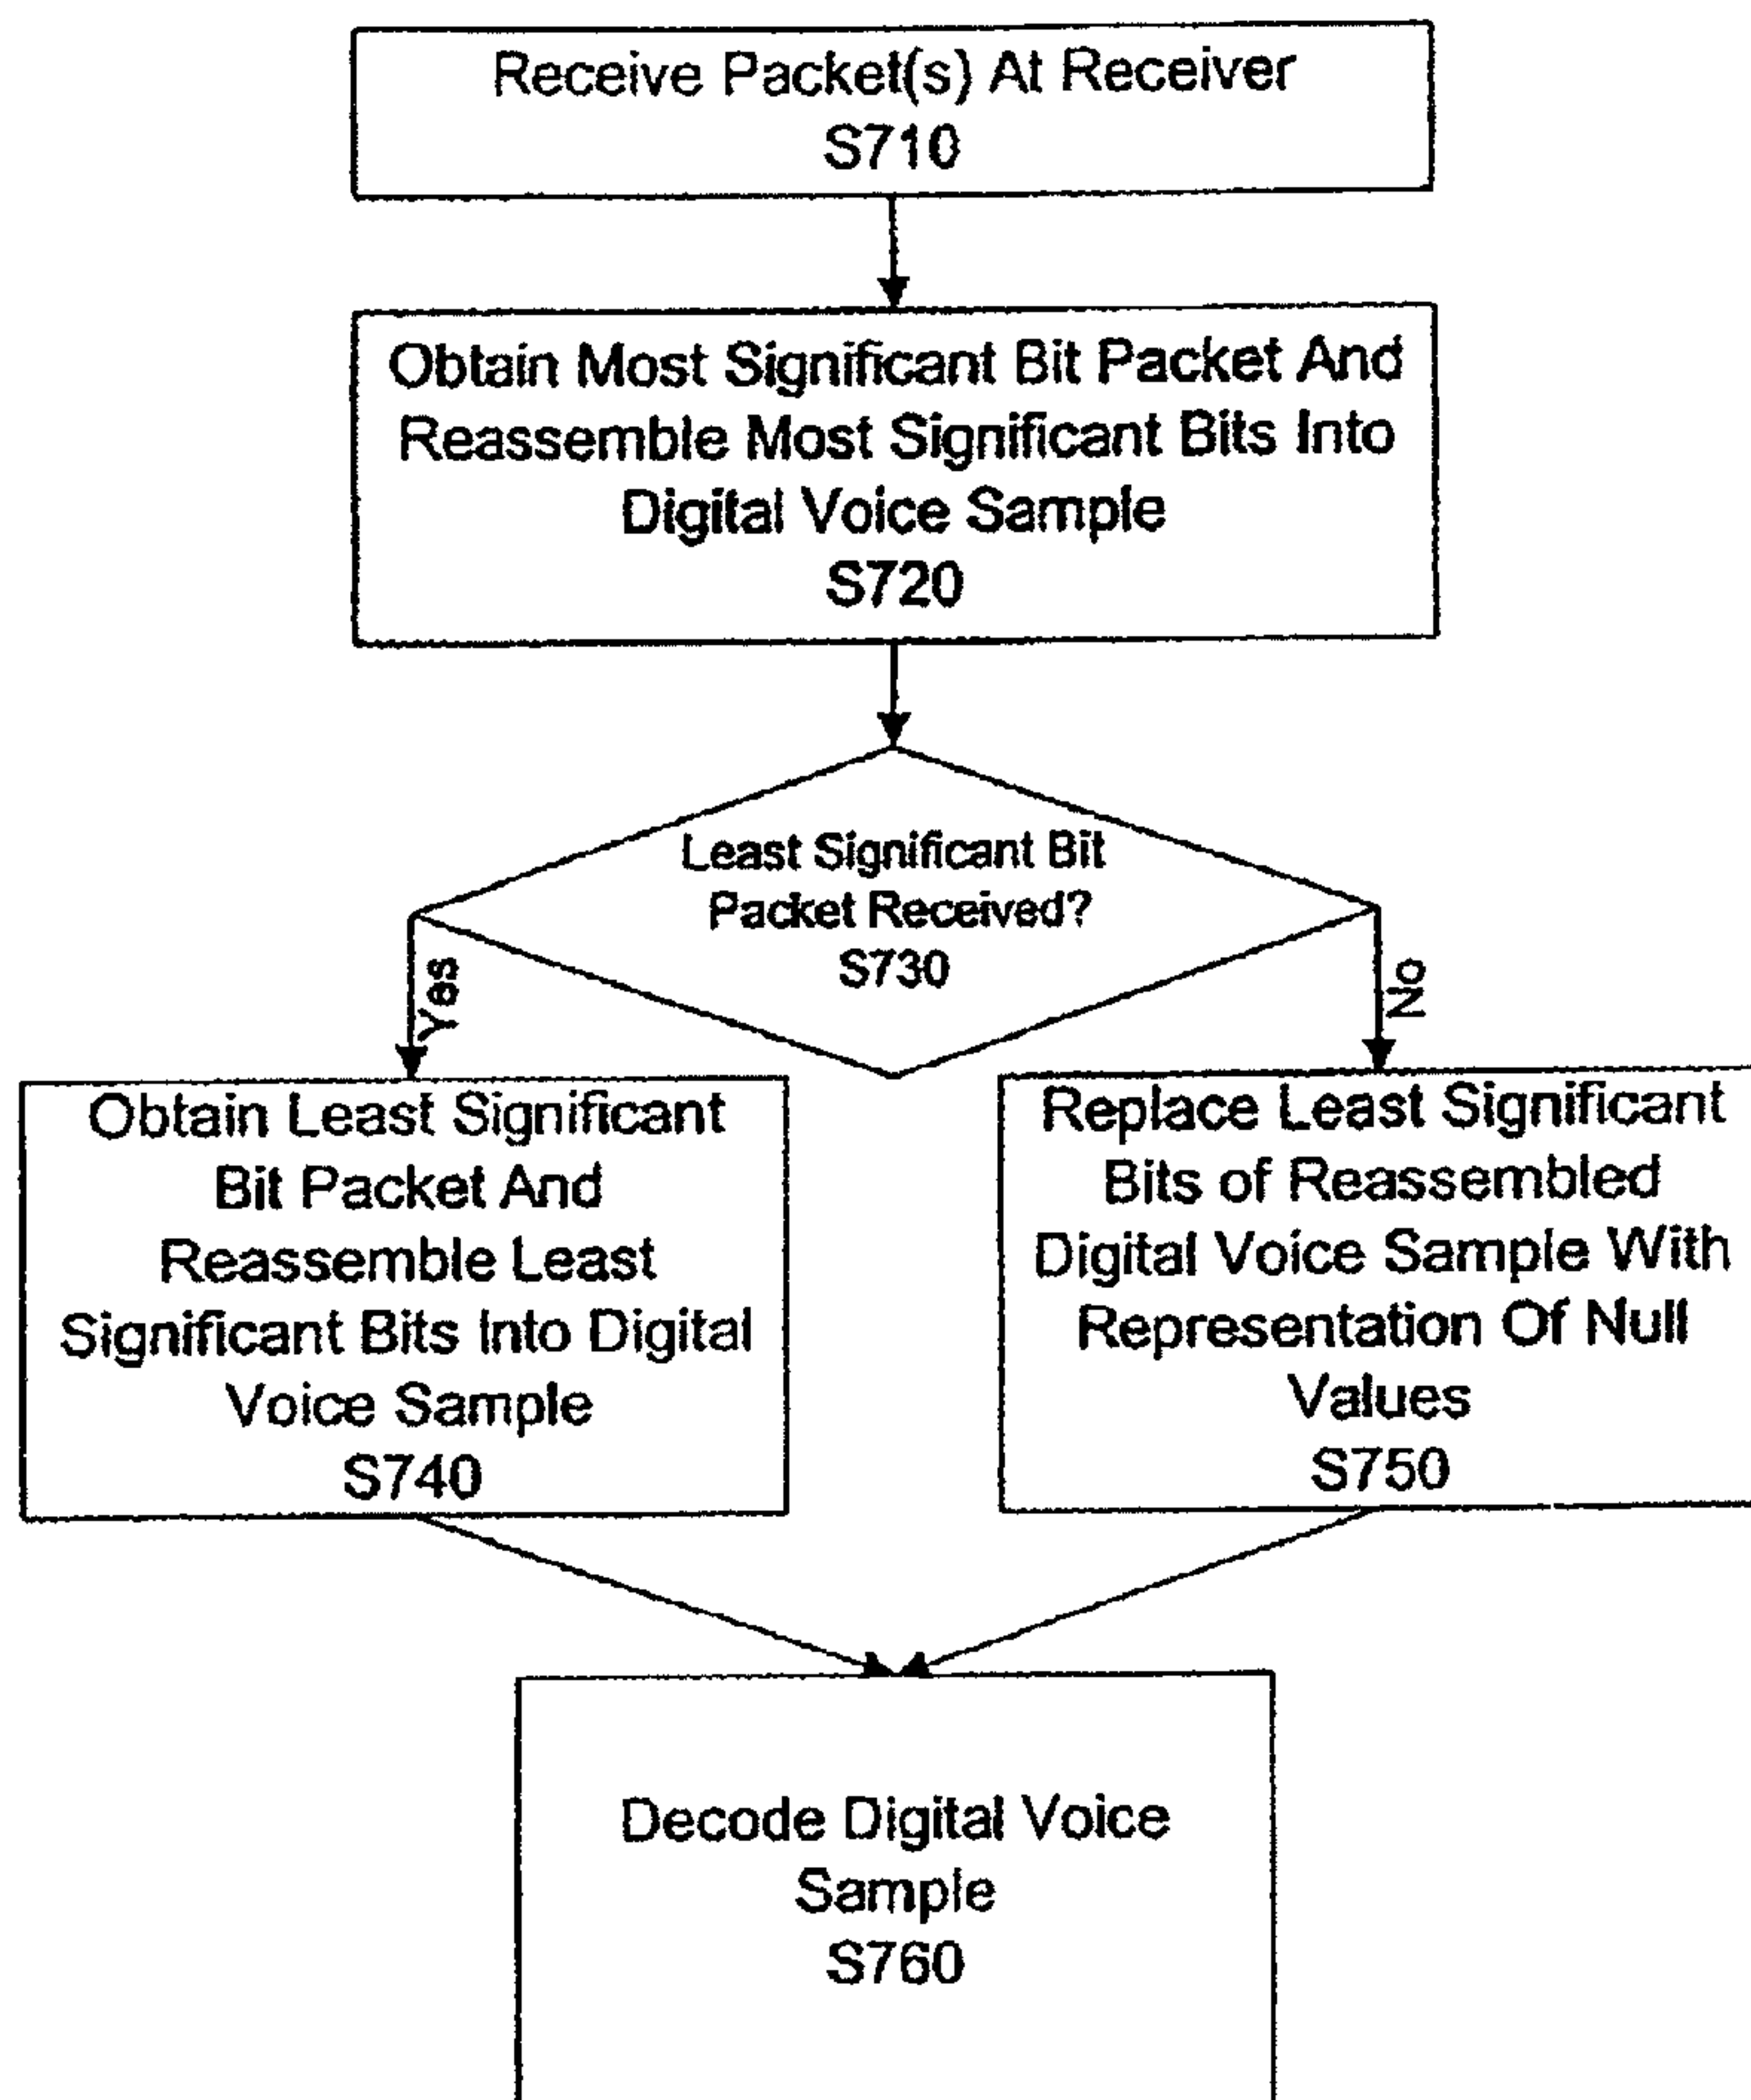 Receive Packet(s) At Receiver
S710
Obtain Most Significant Bit Packet And
Reassemble Most Significant Bits Into
Digital Voice Sample
S720
Least Significant Bit
Packet Received?
S730
Yes
No
Obtain Least Significant
Bit Packet And
Reassemble Least
Significant Bits Into Digital
Voice Sample
S740
Replace Least Significant
Bits of Reassembled
Digital Voice Sample With
Representation Of Null
Values
S750
Decode Digital Voice
Sample
S760